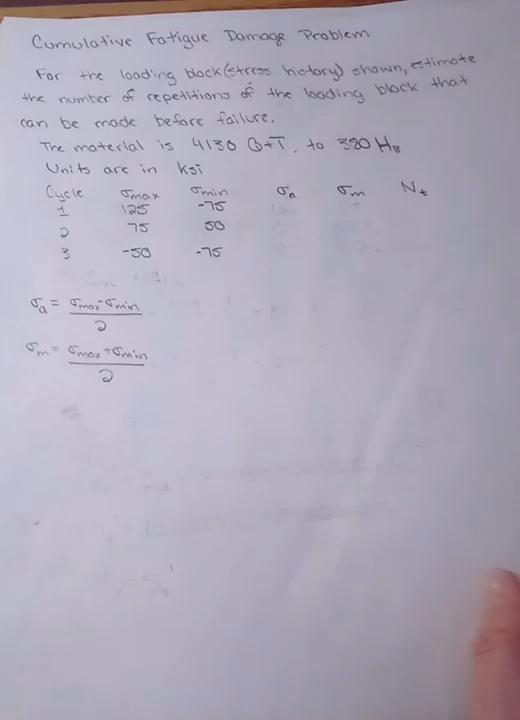 Cumulative Fatigue Damage Problem
For the loading block(stress history) shown, estimate
the number of repetitions of the loading block that
can be made before failure.
The material is 4130 Q+T. to 320 HB
Units are in ksi
Cycle σmax σmin σa σm Nt
1 125 -75
2 75 50
3 -50 -75
σa = σmax-σmin
2
σm = σmax+σmin
2